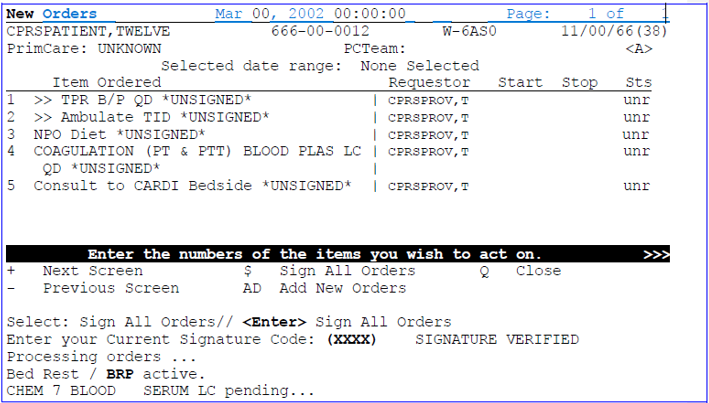 New Orders Mar 00, 2002 00:00:00 Page: 1 of 1
CPRSPATIENT,TWELVE 666-00-0012 W-6AS0 11/00/66(38)
PrimCare: UNKNOWN PCTeam: <A>
Selected date range: None Selected
Item Ordered Requestor Start Stop Sts
1 >> TPR B/P QD *UNSIGNED* | CPRSPROV,T unr
2 >> Ambulate TID *UNSIGNED* | CPRSPROV,T unr
3 NPO Diet *UNSIGNED* | CPRSPROV,T unr
4 COAGULATION (PT & PTT) BLOOD PLAS LC | CPRSPROV,T unr
QD *UNSIGNED* |
5 Consult to CARDI Bedside *UNSIGNED* | CPRSPROV,T unr
Enter the numbers of the items you wish to act on. >>>
+ Next Screen $ Sign All Orders Q Close
- Previous Screen AD Add New Orders
Select: Sign All Orders// <Enter> Sign All Orders
Enter your Current Signature Code: (XXXX) SIGNATURE VERIFIED
Processing orders ...
Bed Rest / BRP active.
CHEM 7 BLOOD SERUM LC pending...